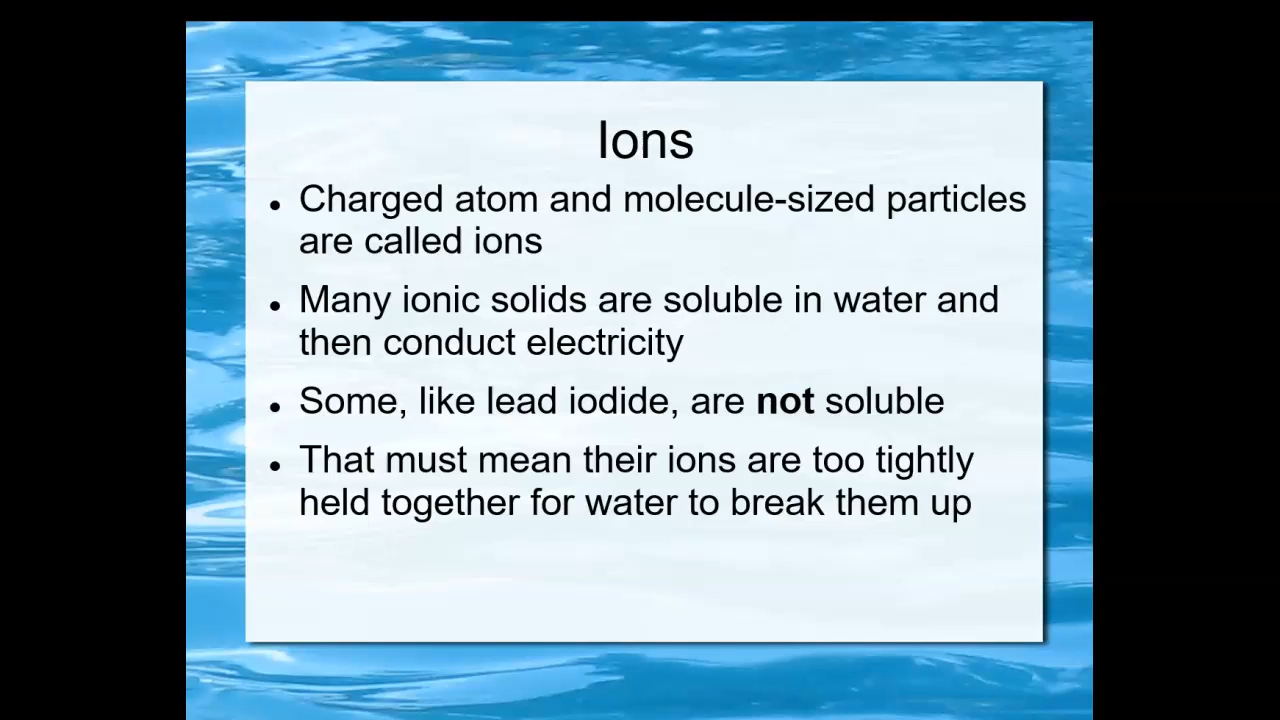 Ions
• Charged atom and molecule-sized particles
are called ions
• Many ionic solids are soluble in water and
then conduct electricity
• Some, like lead iodide, are not soluble
• That must mean their ions are too tightly
held together for water to break them up